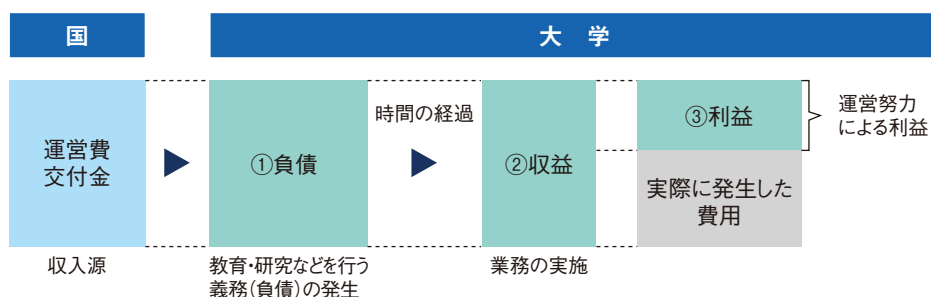 国
大 学
運営費
交付金
収入源
①負債
教育・研究などを行う
義務(負債)の発生
時間の経過
②収益
業務の実施
③利益
実際に発生した
費用
運営努力
による利益